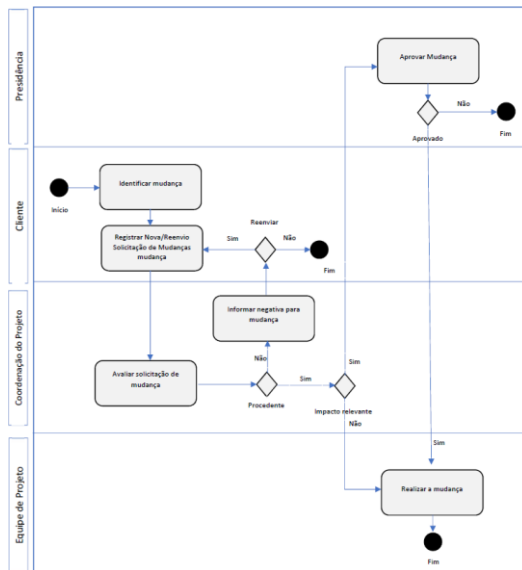 Presidência
Aprovar Mudança
Não
Aprovado
Fim
Cliente
Identificar mudança
Início
Registrar Nova/Reenvio
Solicitação de Mudanças
mudança
Reenviar
Sim
Não
Fim
Coordenação do Projeto
Informar negativa para
mudança
Sim
Avaliar solicitação de
mudança
Não
Sim
Procedente
Impacto relevante
Não
Equipe de Projeto
Sim
Realizar a mudança
Fim